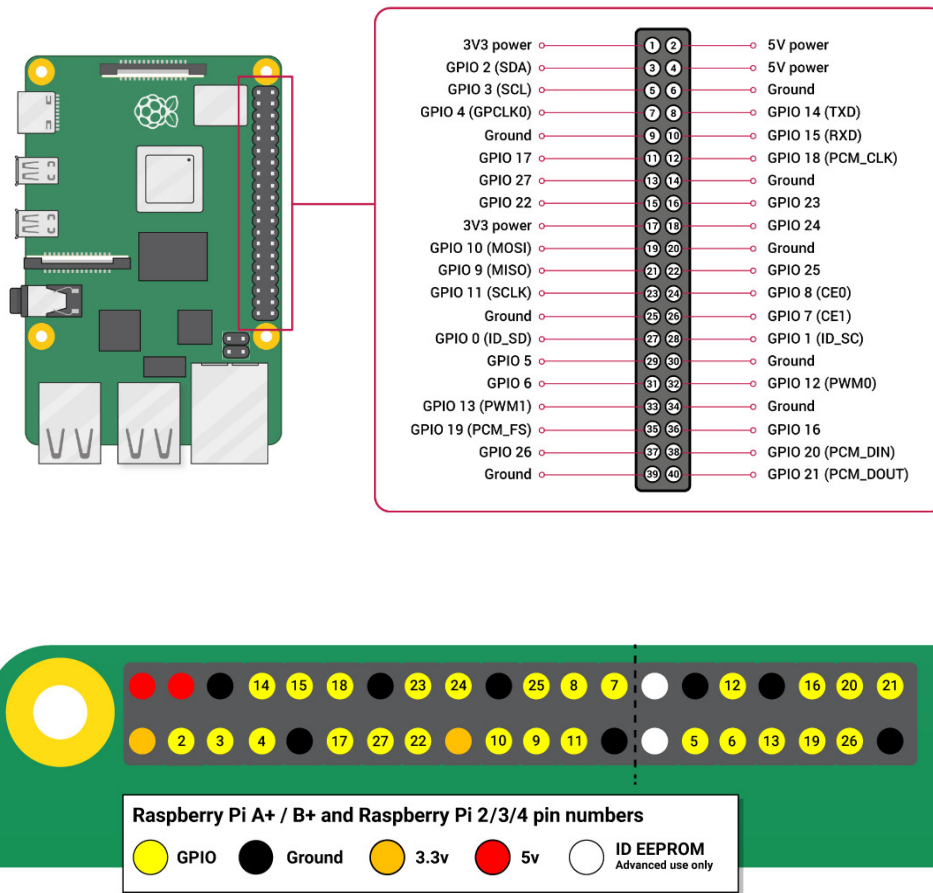 3V3 power 1 2 5V power
GPIO 2 (SDA) 3 4 5V power
GPIO 3 (SCL) 5 6 Ground
GPIO 4 (GPCLK0) 7 8 GPIO 14 (TXD)
Ground 9 10 GPIO 15 (RXD)
GPIO 17 11 12 GPIO 18 (PCM_CLK)
GPIO 27 13 14 Ground
GPIO 22 15 16 GPIO 23
3V3 power 17 18 GPIO 24
GPIO 10 (MOSI) 19 20 Ground
GPIO 9 (MISO) 21 22 GPIO 25
GPIO 11 (SCLK) 23 24 GPIO 8 (CE0)
Ground 25 26 GPIO 7 (CE1)
GPIO 0 (ID_SD) 27 28 GPIO 1 (ID_SC)
GPIO 5 29 30 Ground
GPIO 6 31 32 GPIO 12 (PWM0)
GPIO 13 (PWM1) 33 34 Ground
GPIO 19 (PCM_FS) 35 36 GPIO 16
GPIO 26 37 38 GPIO 20 (PCM_DIN)
Ground 39 40 GPIO 21 (PCM_DOUT)
14 15 18 23 24 25 8 7 12 16 20 21
2 3 4 17 27 22 10 9 11 5 6 13 19 26
Raspberry Pi A+ / B+ and Raspberry Pi 2/3/4 pin numbers
GPIO Ground 3.3v 5v ID EEPROM
Advanced use only